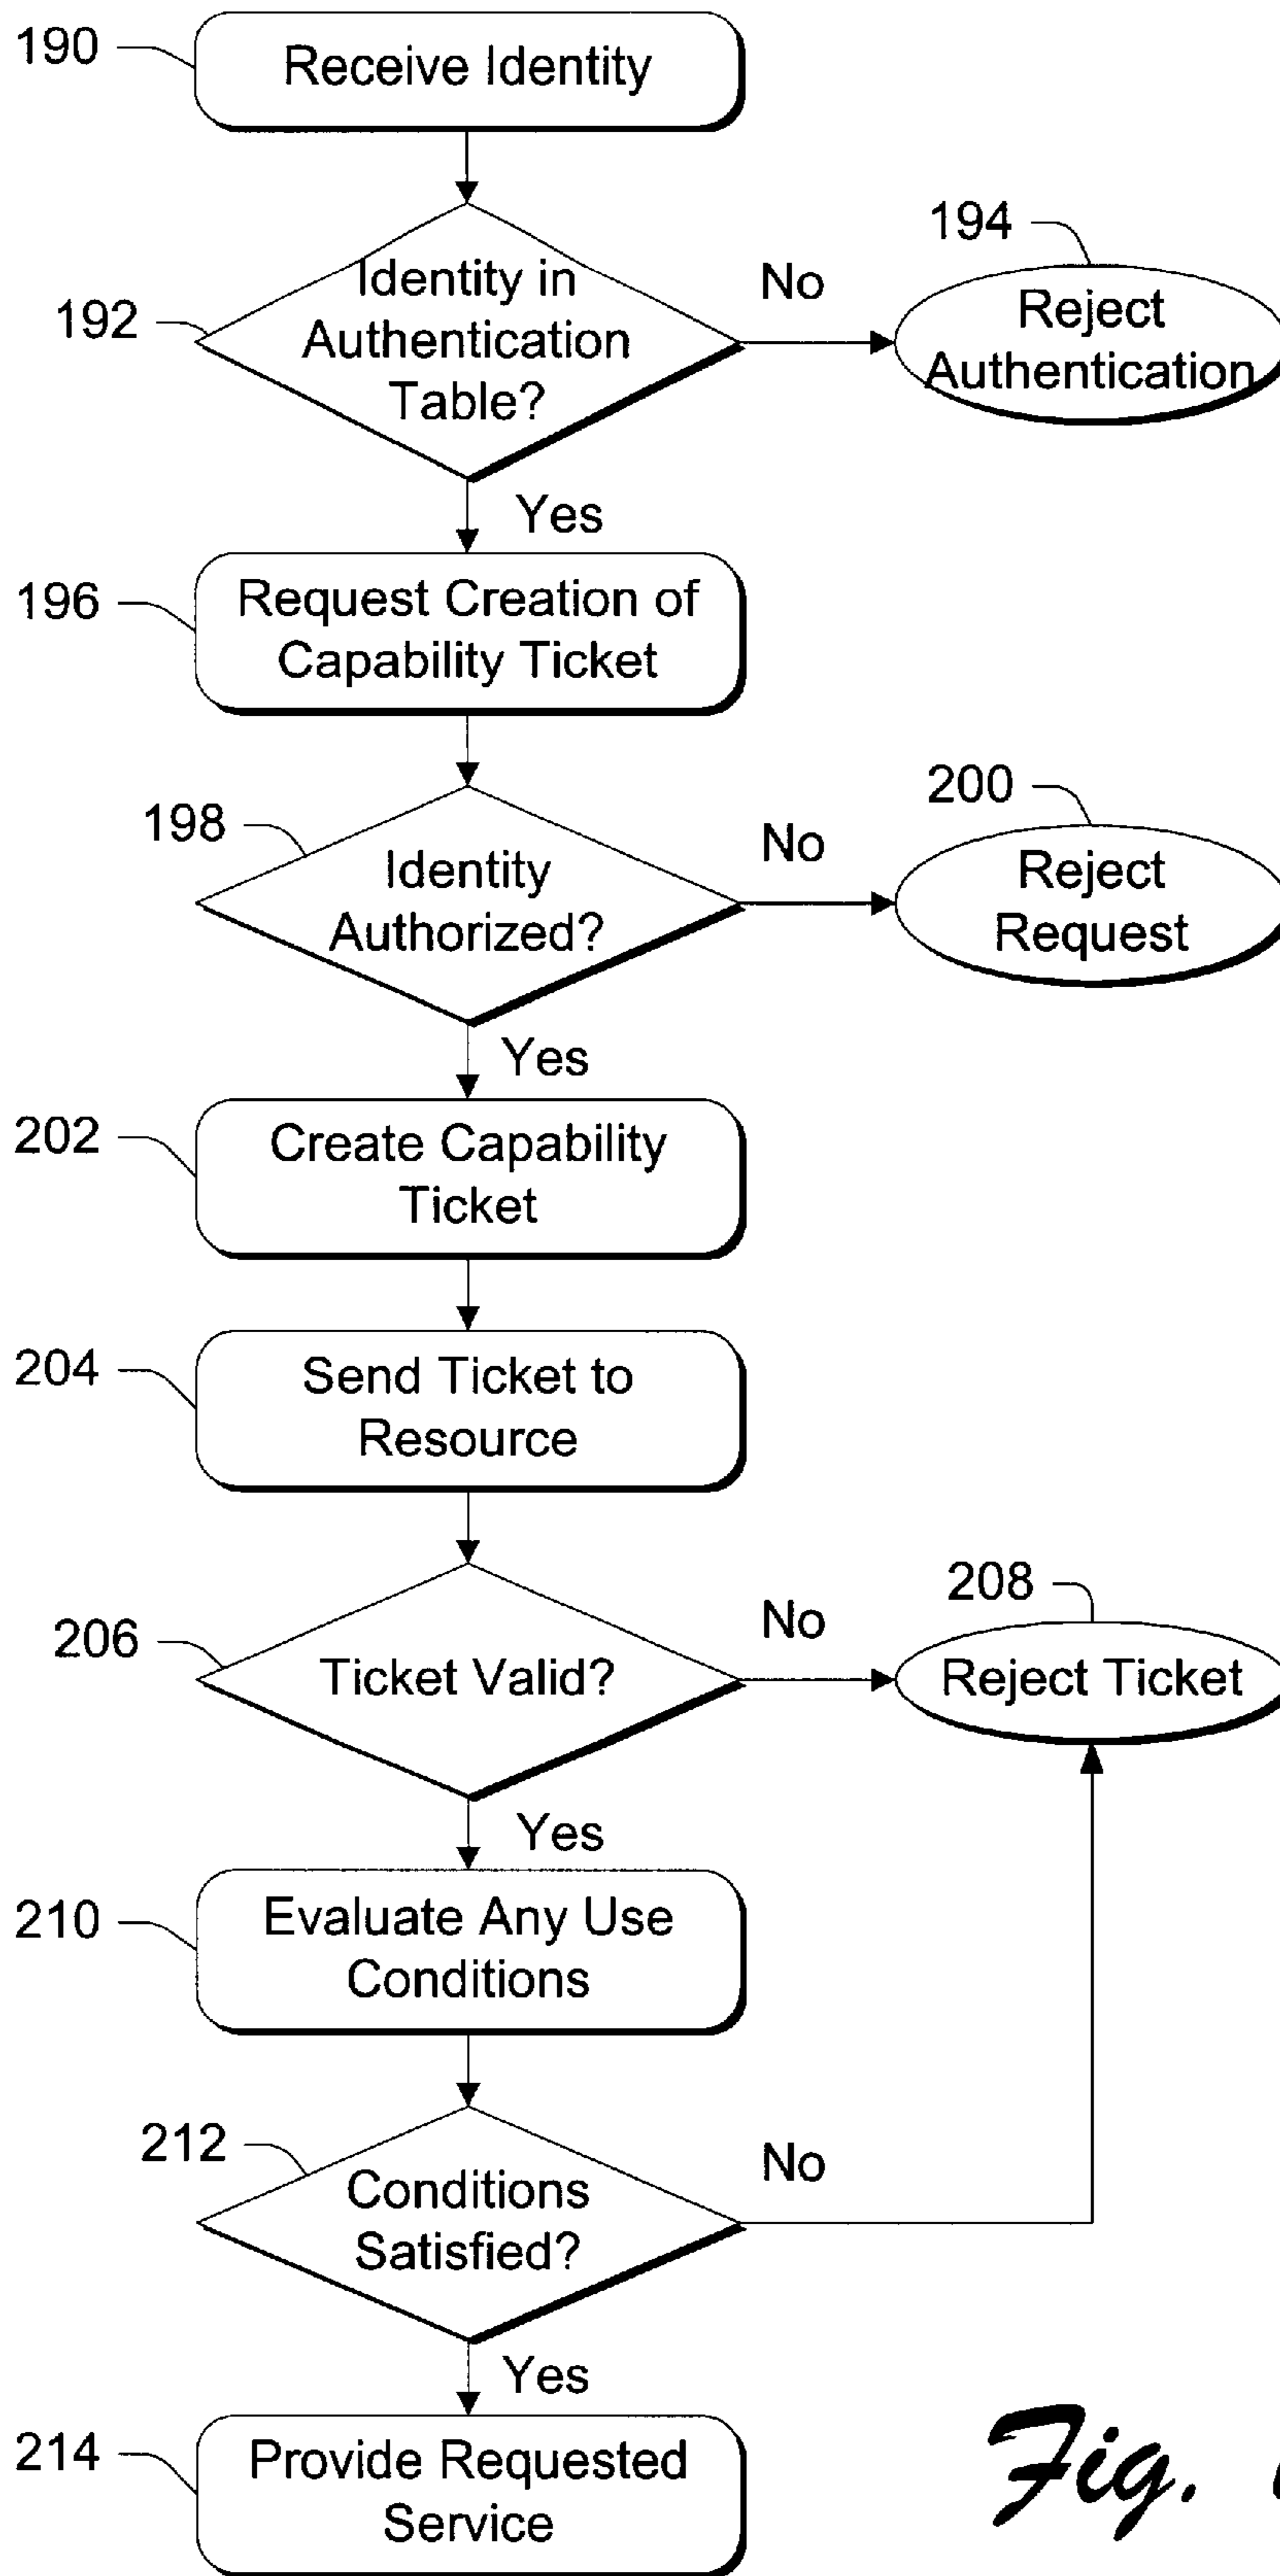 190
Receive Identity
194
192
Identity in
Authentication
Table?
No
Reject
Authentication
Yes
196
Request Creation of
Capability Ticket
200
198
Identity
Authorized?
No
Reject
Request
Yes
202
Create Capability
Ticket
204
Send Ticket to
Resource
208
206
Ticket Valid?
No
Reject Ticket
Yes
210
Evaluate Any Use
Conditions
212
Conditions
Satisfied?
No
Yes
214
Provide Requested
Service
Fig.